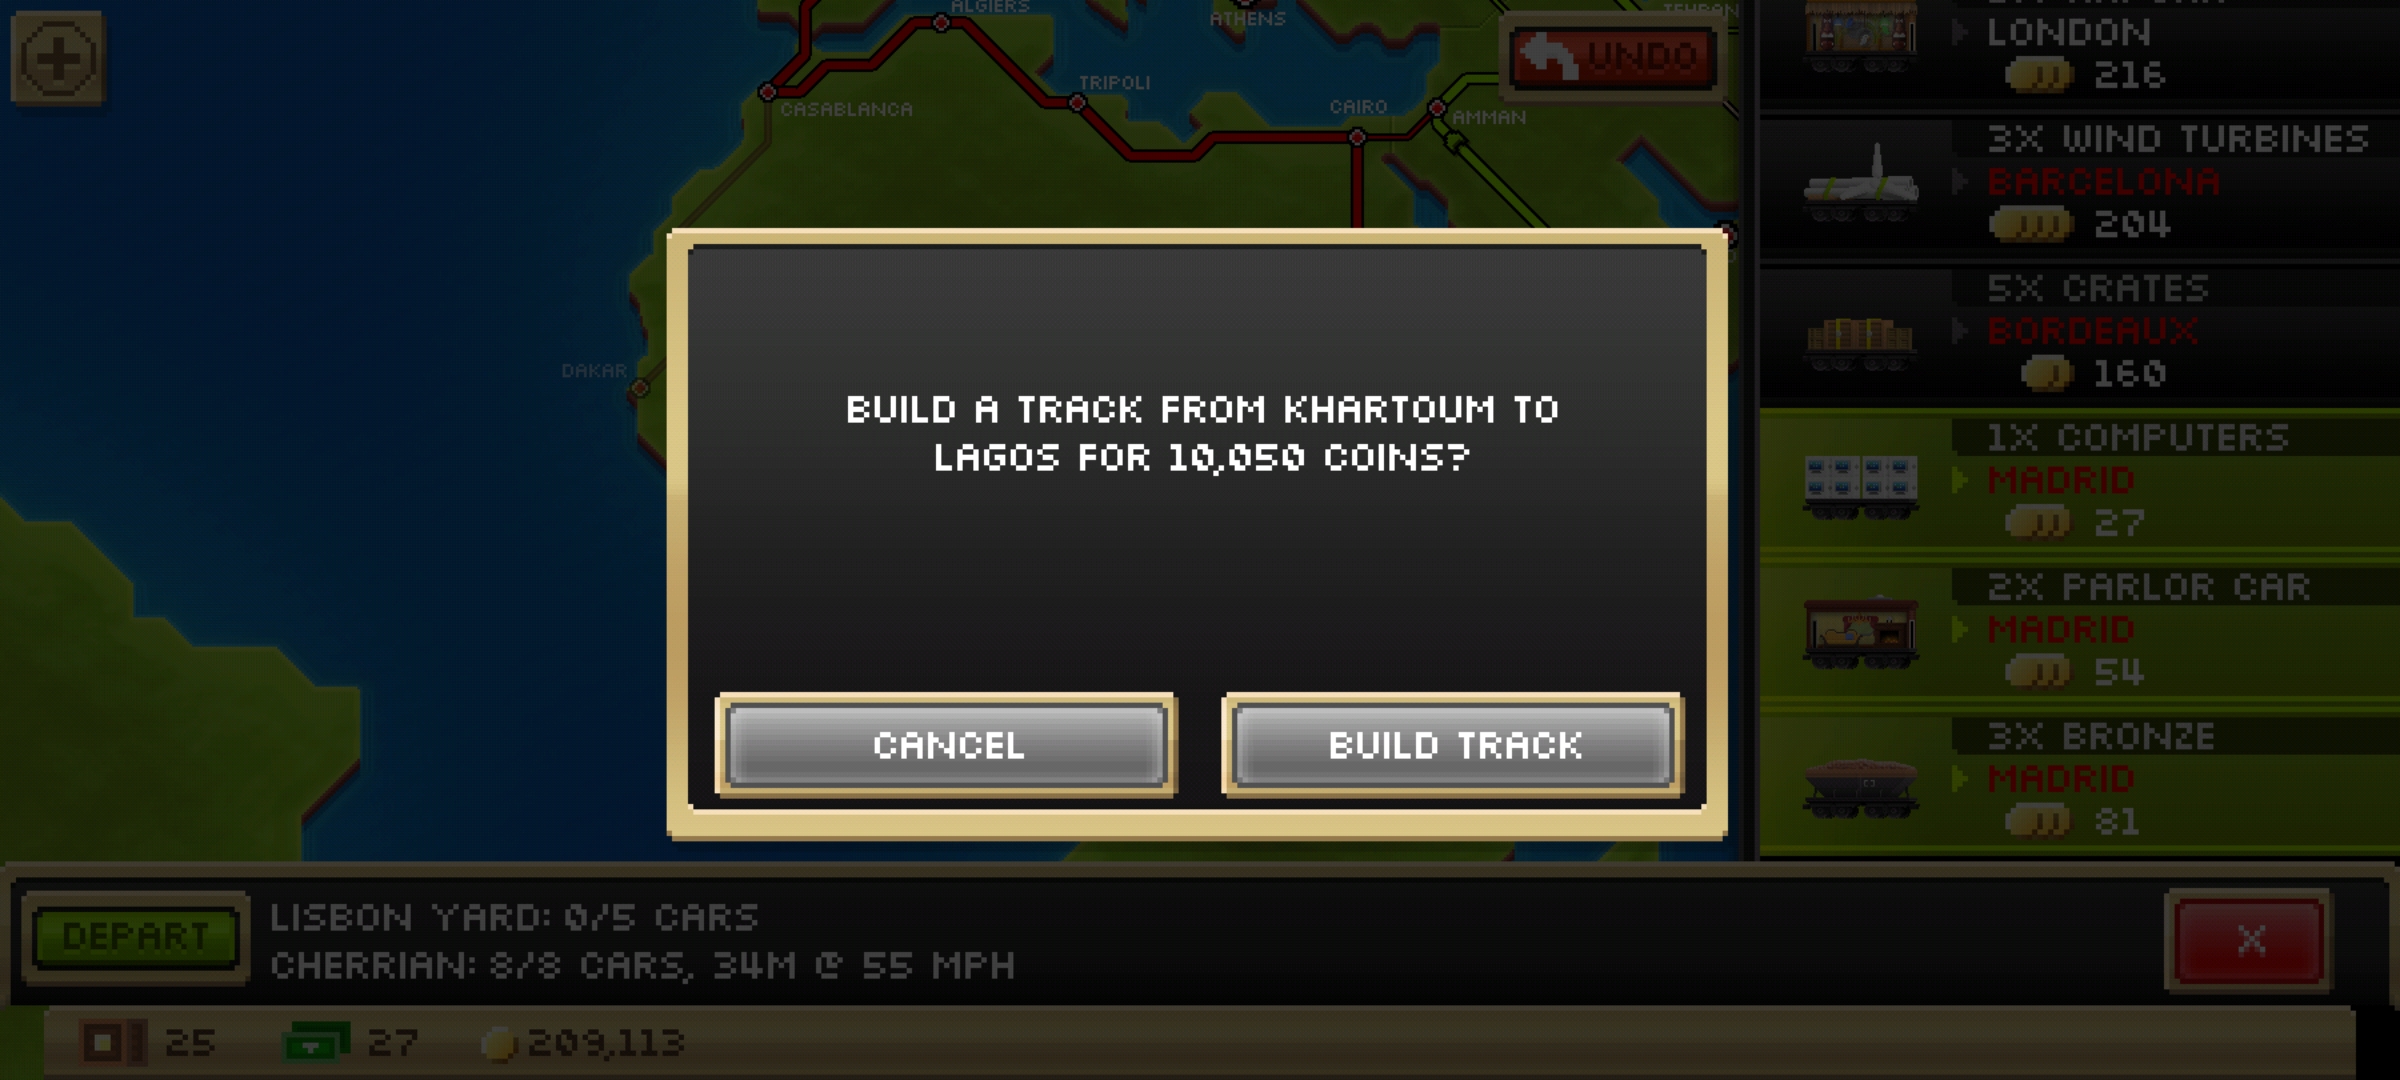 ALGIERS
ATHENS
TEHRAN
UNDO
CASABLANCA
TRIPOLI
CAIRO
AMMAN
DAKAR
LONDON
216
3X WIND TURBINES
BARCELONA
204
5X CRATES
BORDEAUX
160
1X COMPUTERS
MADRID
27
2X PARLOR CAR
MADRID
54
3X BRONZE
MADRID
81
BUILD A TRACK FROM KHARTOUM TO
LAGOS FOR 10,050 COINS?
CANCEL
BUILD TRACK
DEPART
LISBON YARD: 0/5 CARS
CHERRIAN: 8/8 CARS, 34M @ 55 MPH
X
25
27
209,113